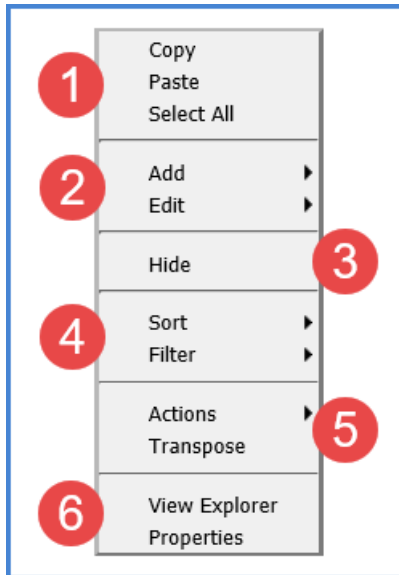 1
Copy
Paste
Select All
2
Add
Edit
Hide
3
4
Sort
Filter
Actions
5
Transpose
6
View Explorer
Properties